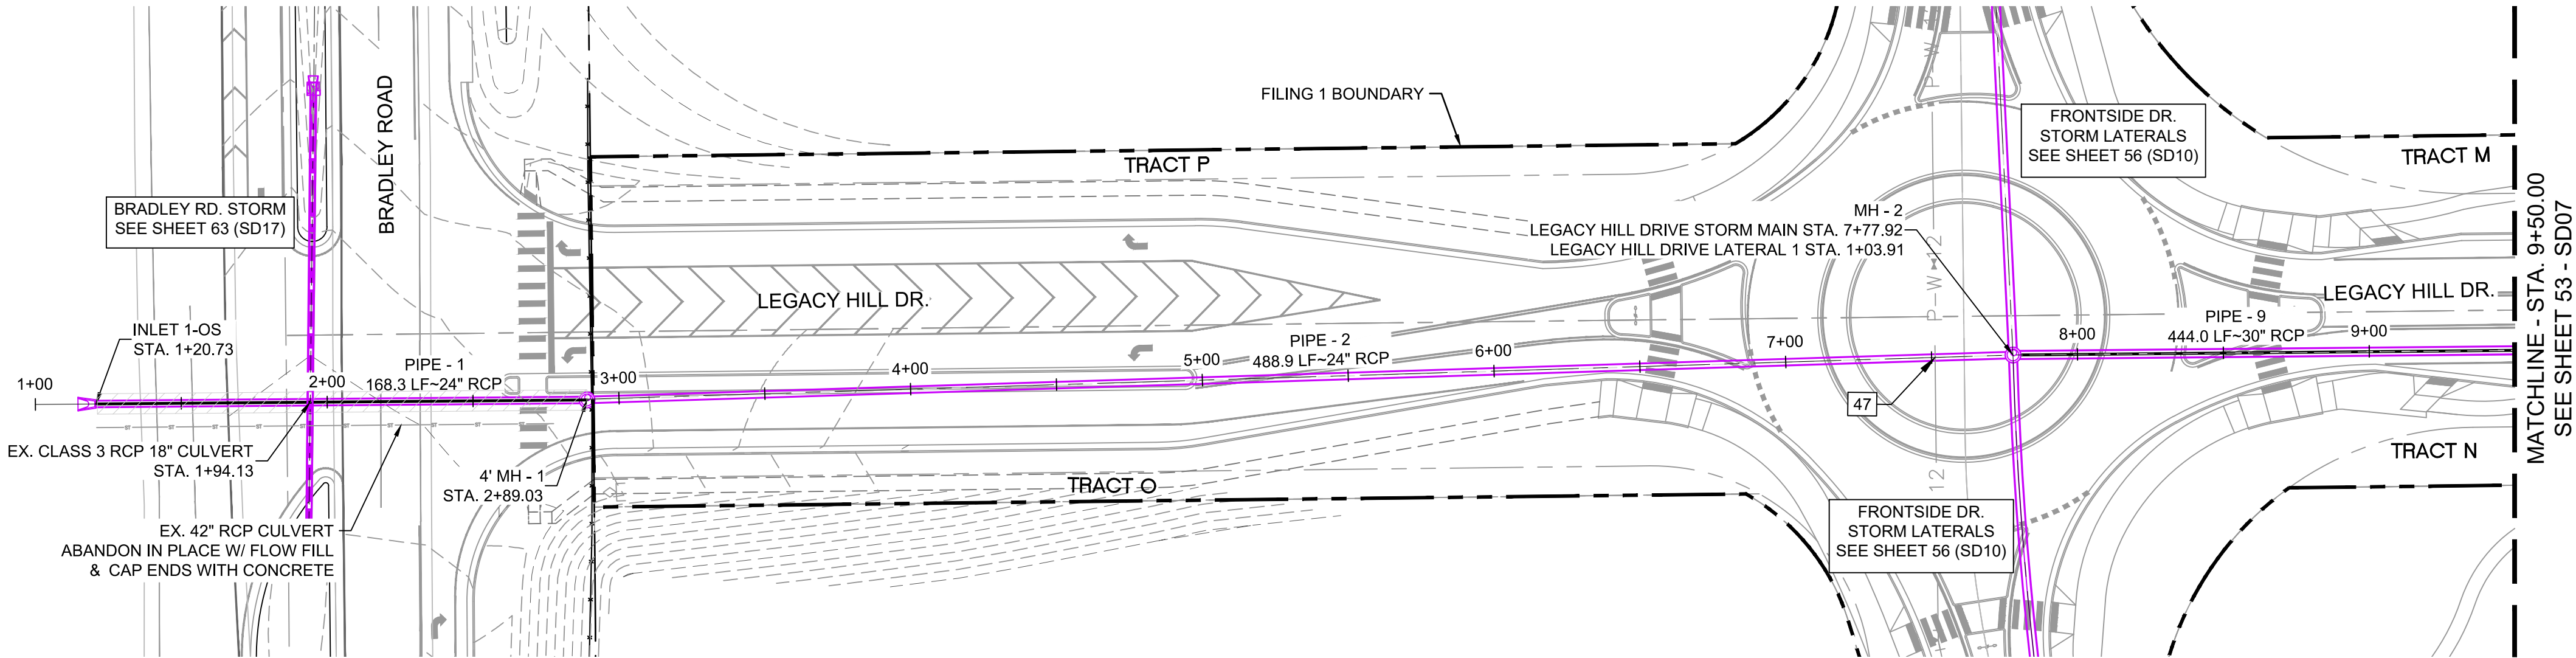 BRADLEY ROAD
FILING 1 BOUNDARY
TRACT P
FRONTSIDE DR.
STORM LATERALS
SEE SHEET 56 (SD10)
TRACT M
BRADLEY RD. STORM
SEE SHEET 63 (SD17)
MH - 2
LEGACY HILL DRIVE STORM MAIN STA. 7+77.92
LEGACY HILL DRIVE LATERAL 1 STA. 1+03.91
MATCHLINE - STA. 9+50.00
SEE SHEET 53 - SD07
LEGACY HILL DR.
LEGACY HILL DR.
INLET 1-OS
STA. 1+20.73
PIPE - 1
168.3 LF~24" RCP
PIPE - 2
488.9 LF~24" RCP
PIPE - 9
444.0 LF~30" RCP
1+00
2+00
3+00
4+00
5+00
6+00
7+00
8+00
9+00
47
EX. CLASS 3 RCP 18" CULVERT
STA. 1+94.13
4' MH - 1
STA. 2+89.03
TRACT O
TRACT N
EX. 42" RCP CULVERT
ABANDON IN PLACE W/ FLOW FILL
& CAP ENDS WITH CONCRETE
FRONTSIDE DR.
STORM LATERALS
SEE SHEET 56 (SD10)
12